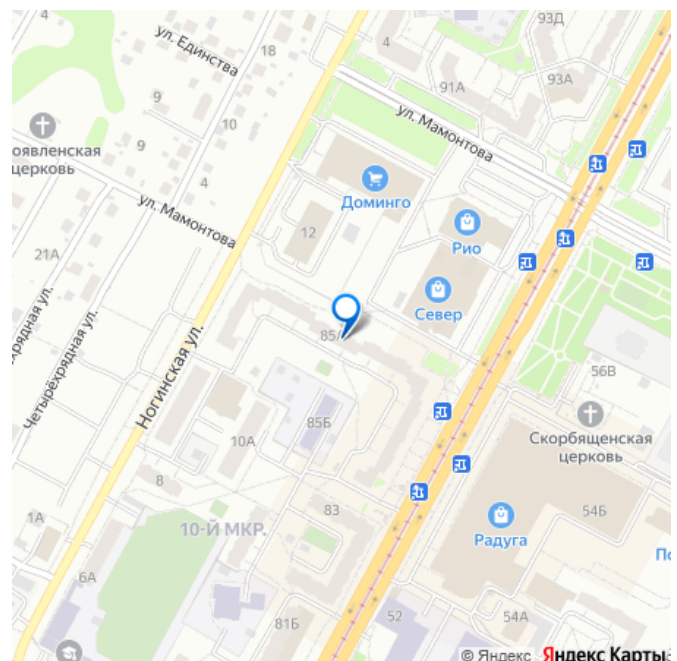 4
93Д
ул. Единства
18
4
91А
93А
9
ул. Мамонтова
оявленская
церковь
9
10
4
ул. Мамонтова
Доминго
12
Рио
21А
Север
Четырёхрядная ул.
Ногинская ул.
85А
56В
85Б
10А
Скорбященская
церковь
8
83
1А
10-Й МКР.
54Б
Радуга
По
6А
81Б
52
54А
© Яндекс Яндекс Карты